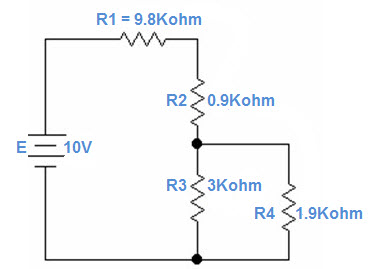 R1 = 9.8Kohm
R2 0.9Kohm
E 10V
R3 3Kohm
R4 1.9Kohm